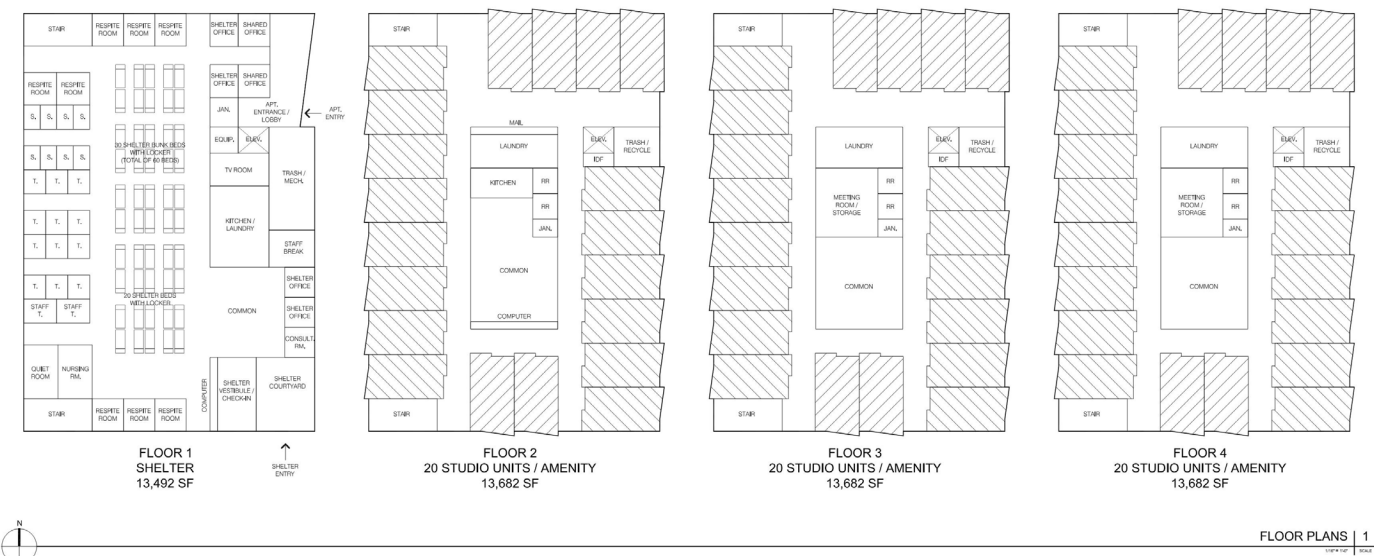 STAIR
RESPITE
ROOM
RESPITE
ROOM
RESPITE
ROOM
SHELTER
OFFICE
SHARED
OFFICE
SHELTER
OFFICE
SHARED
OFFICE
RESPITE
ROOM
RESPITE
ROOM
S.
S.
S.
S.
JAN.
APT.
ENTRANCE /
LOBBY
APT.
ENTRY
30 SHELTER BUNK BEDS
WITH LOCKER
(TOTAL OF 60 BEDS)
EQUIP.
ELEV.
S.
S.
S.
S.
TV ROOM
TRASH /
MECH.
T.
T.
T.
T.
T.
T.
KITCHEN /
LAUNDRY
T.
T.
T.
STAFF
BREAK
T.
T.
T.
SHELTER
OFFICE
20 SHELTER BEDS
WITH LOCKER
STAFF
T.
STAFF
T.
COMMON
SHELTER
OFFICE
CONSULT.
RM.
QUIET
ROOM
NURSING
RM.
COMPUTER
SHELTER
VESTIBULE /
CHECK-IN
SHELTER
COURTYARD
STAIR
RESPITE
ROOM
RESPITE
ROOM
RESPITE
ROOM
SHELTER
ENTRY
FLOOR 1
SHELTER
13,492 SF
STAIR
MAIL
LAUNDRY
ELEV.
IDF
TRASH /
RECYCLE
KITCHEN
RR
RR
JAN.
COMMON
COMPUTER
STAIR
FLOOR 2
20 STUDIO UNITS / AMENITY
13,682 SF
STAIR
LAUNDRY
ELEV.
IDF
TRASH /
RECYCLE
MEETING
ROOM /
STORAGE
RR
RR
JAN.
COMMON
STAIR
FLOOR 3
20 STUDIO UNITS / AMENITY
13,682 SF
STAIR
LAUNDRY
ELEV.
IDF
TRASH /
RECYCLE
MEETING
ROOM /
STORAGE
RR
RR
JAN.
COMMON
STAIR
FLOOR 4
20 STUDIO UNITS / AMENITY
13,682 SF
N
FLOOR PLANS 1
SCALE